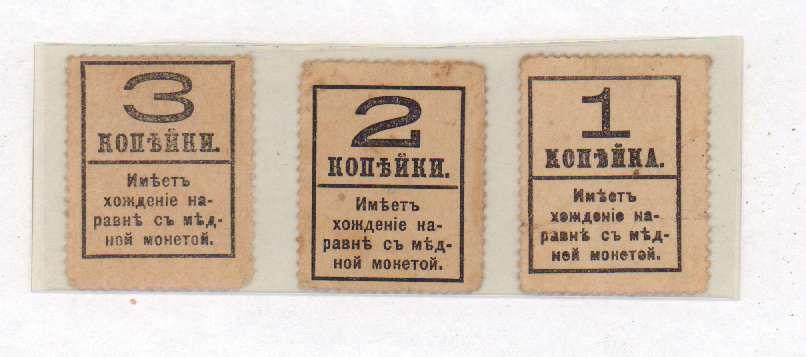 3
КОПѢЙКИ.
Имѣетъ
хожденіе на-
равнѣ съ мѣд-
ной монетой.
2
КОПѢЙКИ.
Имѣетъ
хожденіе на-
равнѣ съ мѣд-
ной монетой.
1
КОПѢЙКА.
Имѣетъ
хожденіе на-
равнѣ съ мѣд-
ной монетой.